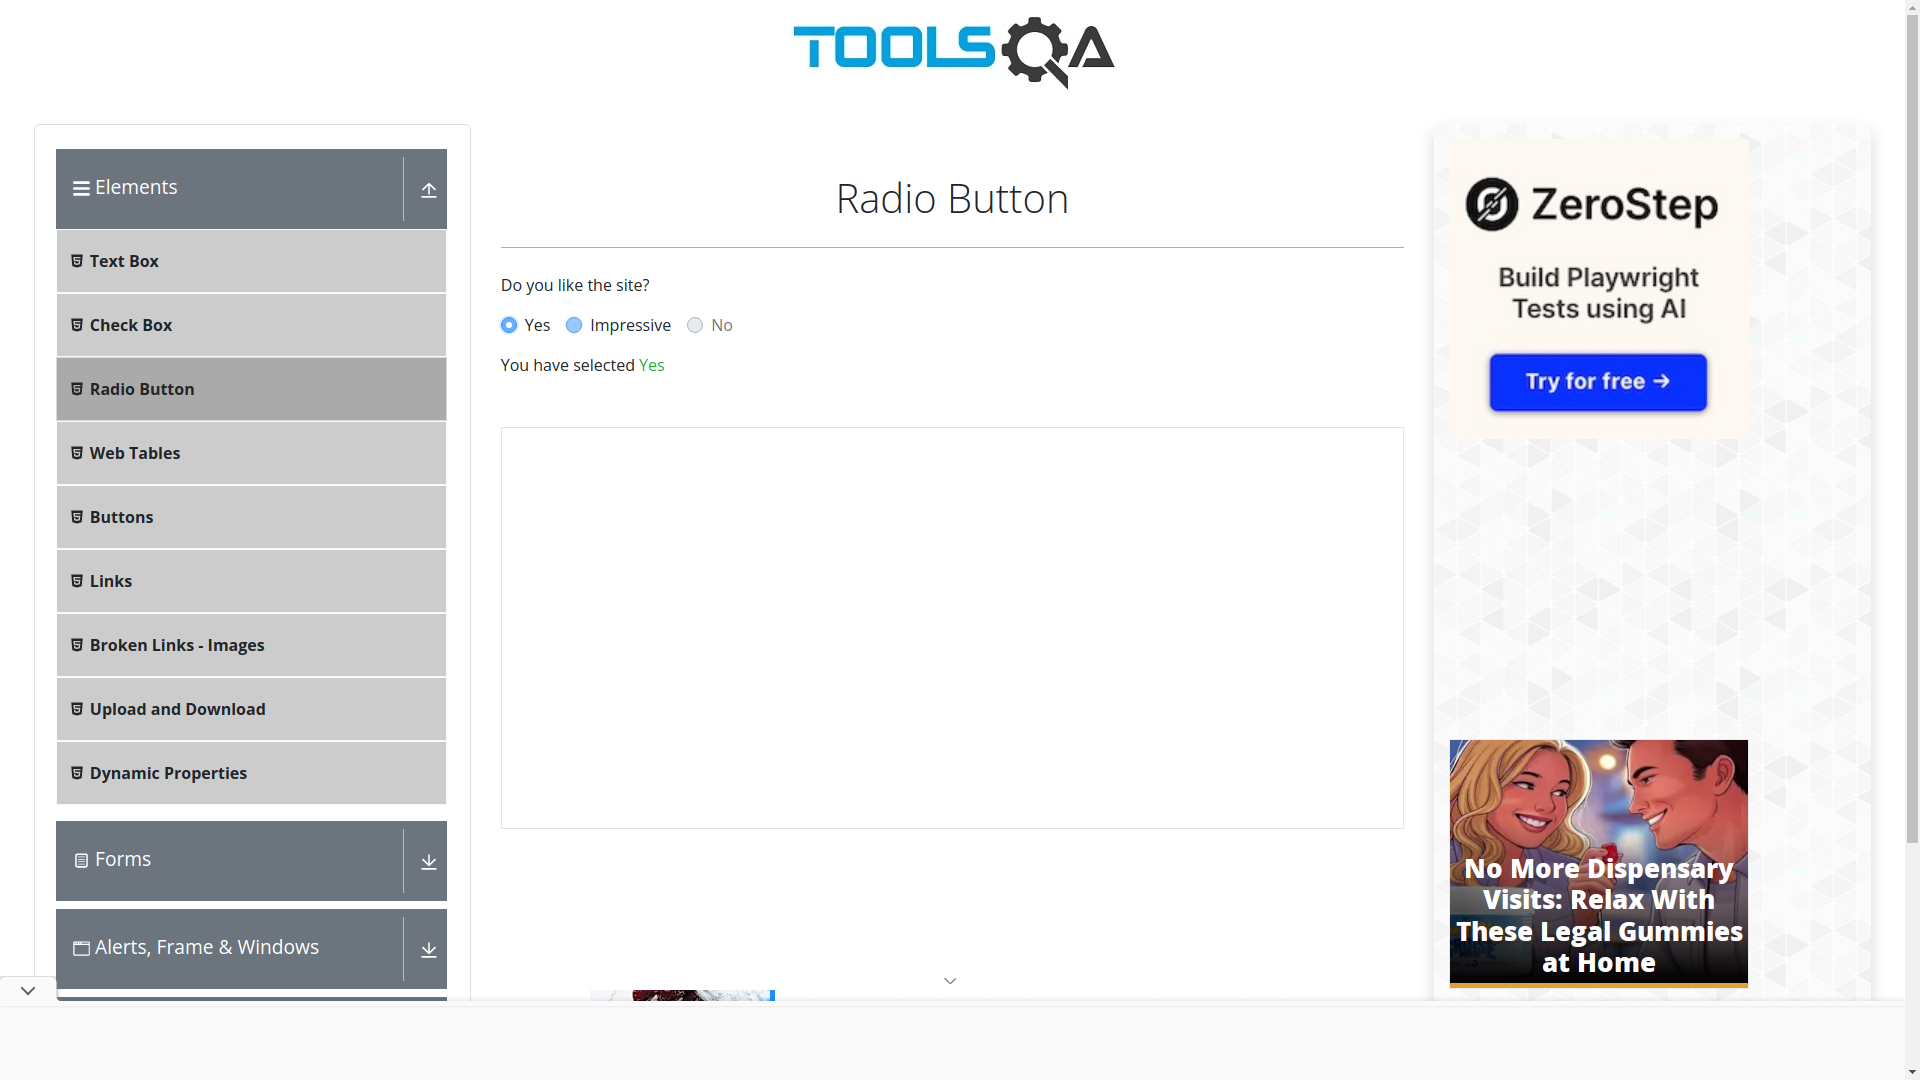 TOOLSQA
Elements
Text Box
Check Box
Radio Button
Web Tables
Buttons
Links
Broken Links - Images
Upload and Download
Dynamic Properties
Forms
Alerts, Frame & Windows
Radio Button
Do you like the site?
Yes
Impressive
No
You have selected Yes
ZeroStep
Build Playwright
Tests using AI
Try for free →
No More Dispensary
Visits: Relax With
These Legal Gummies
at Home